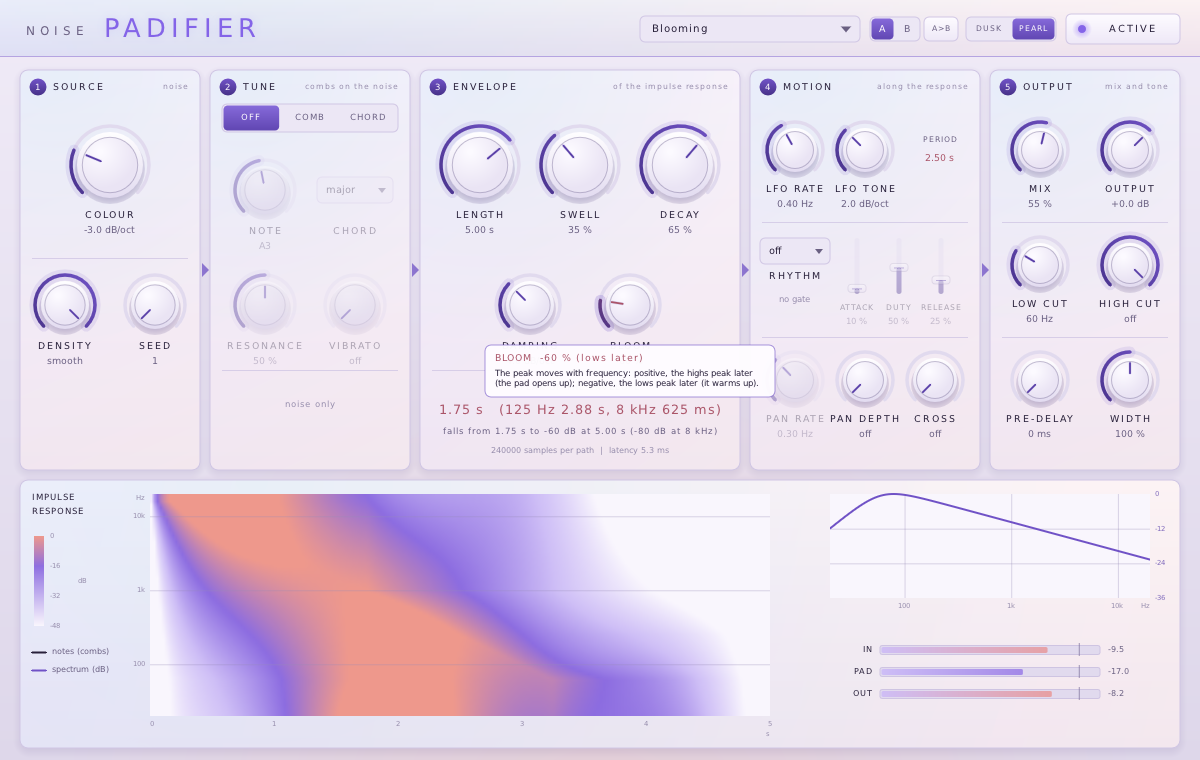 NOISE PADIFIER
Blooming
A B A>B
DUSK PEARL
ACTIVE
1 SOURCE noise
COLOUR
-3.0 dB/oct
DENSITY SEED
smooth 1
2 TUNE combs on the noise
OFF COMB CHORD
major
NOTE CHORD
A3
RESONANCE VIBRATO
50 % off
noise only
3 ENVELOPE of the impulse response
LENGTH SWELL DECAY
5.00 s 35 % 65 %
DAMPING BLOOM
BLOOM -60 % (lows later)
The peak moves with frequency: positive, the highs peak later
(the pad opens up); negative, the lows peak later (it warms up).
1.75 s (125 Hz 2.88 s, 8 kHz 625 ms)
falls from 1.75 s to -60 dB at 5.00 s (-80 dB at 8 kHz)
240000 samples per path | latency 5.3 ms
4 MOTION along the response
PERIOD
2.50 s
LFO RATE LFO TONE
0.40 Hz 2.0 dB/oct
off
RHYTHM
no gate
ATTACK DUTY RELEASE
10 % 50 % 25 %
PAN RATE PAN DEPTH CROSS
0.30 Hz off off
5 OUTPUT mix and tone
MIX OUTPUT
55 % +0.0 dB
LOW CUT HIGH CUT
60 Hz off
PRE-DELAY WIDTH
0 ms 100 %
IMPULSE
RESPONSE
0
-16
dB
-32
-48
notes (combs)
spectrum (dB)
Hz
10k
1k
100
0 1 2 3 4 5
s
0
-12
-24
-36
100 1k 10k Hz
IN -9.5
PAD -17.0
OUT -8.2